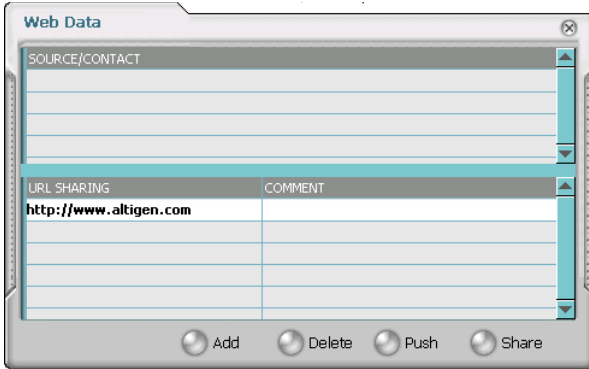 Web Data
SOURCE/CONTACT
URL SHARING COMMENT
http://www.altigen.com
Add Delete Push Share